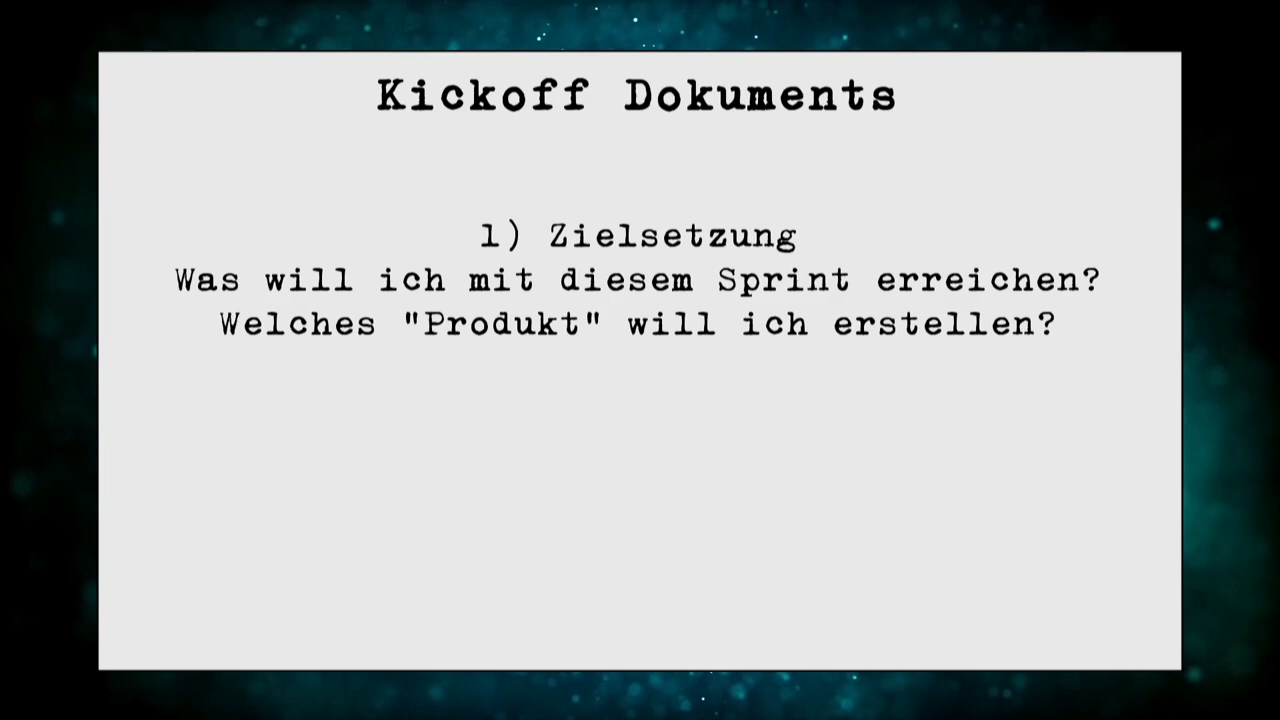 Kickoff Dokuments
1) Zielsetzung
Was will ich mit diesem Sprint erreichen?
Welches "Produkt" will ich erstellen?